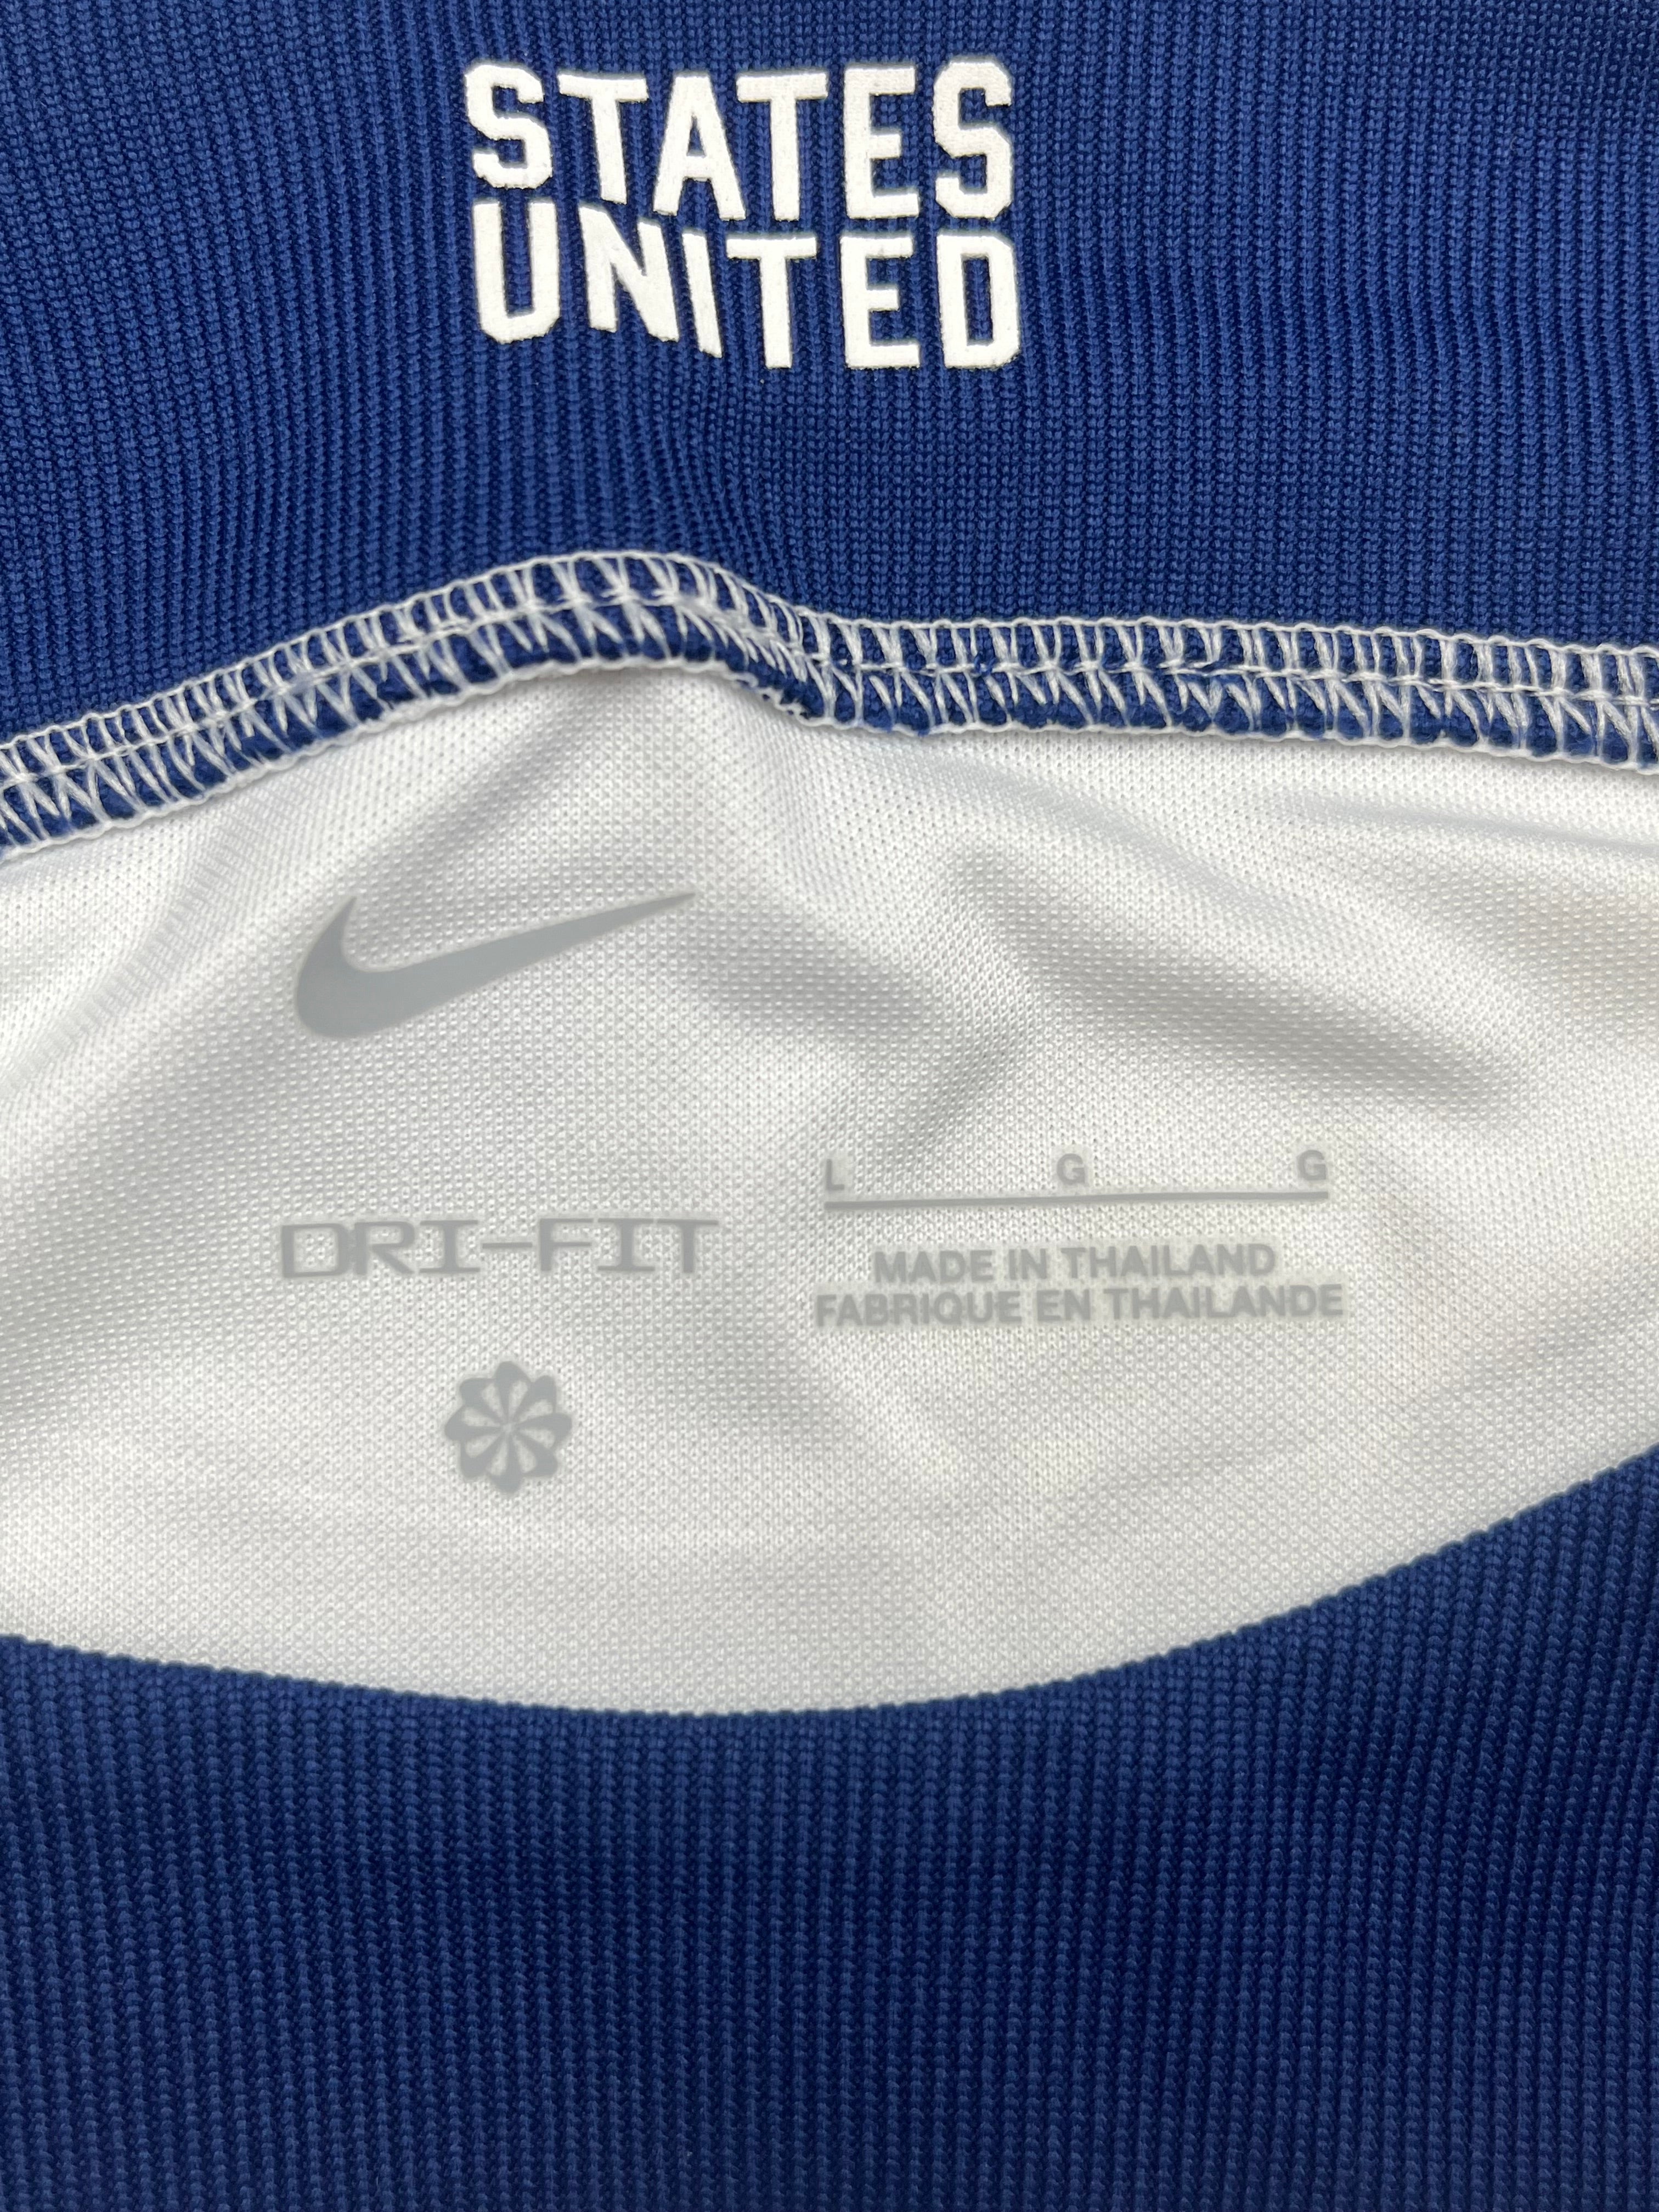 STATES
UNITED
DRI-FIT
L G G
MADE IN THAILAND
FABRIQUE EN THAILANDE